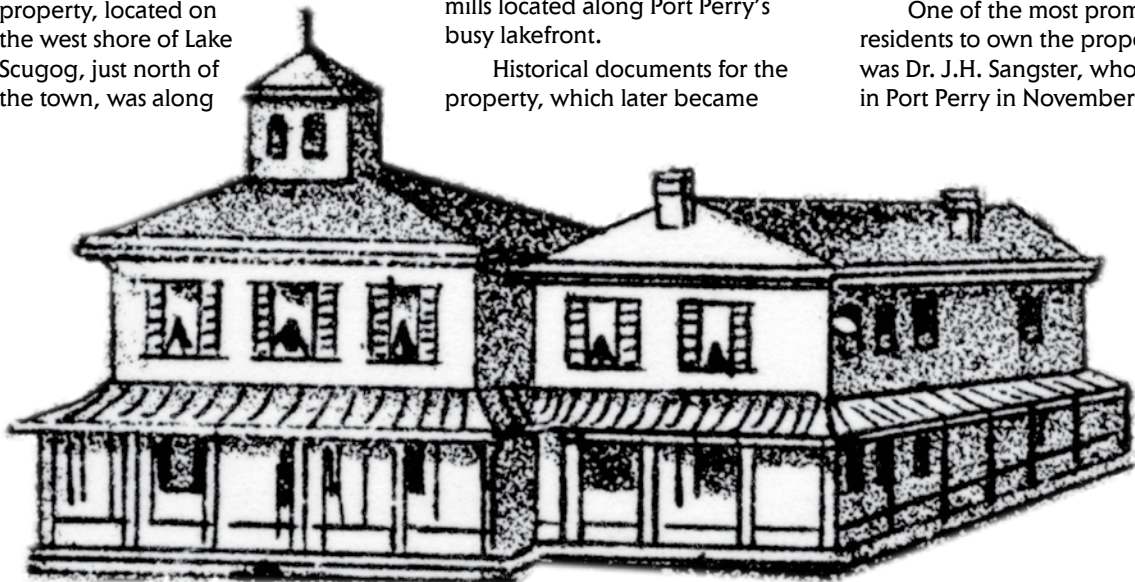 property, located on
the west shore of Lake
Scugog, just north of
the town, was along
mills located along Port Perry's
busy lakefront.
Historical documents for the
property, which later became
One of the most prom
residents to own the prope
was Dr. J.H. Sangster, who
in Port Perry in November